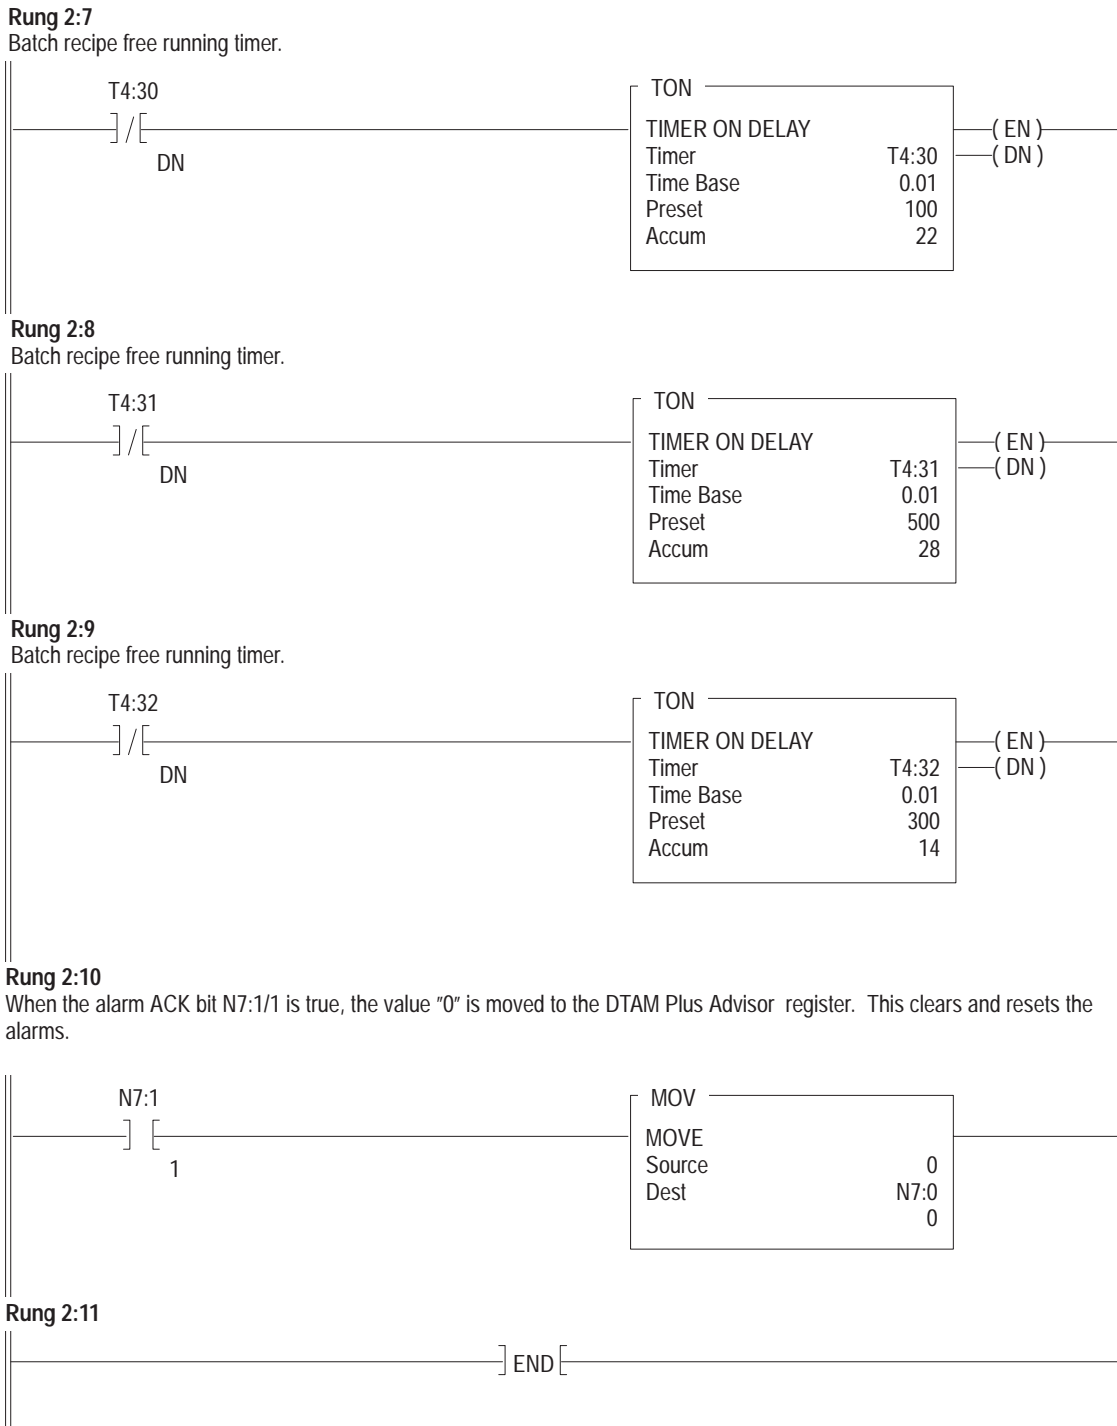 Rung 2:7
Batch recipe free running timer.
T4:30
] / [
DN
TON
TIMER ON DELAY
Timer T4:30
Time Base 0.01
Preset 100
Accum 22
( EN )
( DN )
Rung 2:8
Batch recipe free running timer.
T4:31
] / [
DN
TON
TIMER ON DELAY
Timer T4:31
Time Base 0.01
Preset 500
Accum 28
( EN )
( DN )
Rung 2:9
Batch recipe free running timer.
T4:32
] / [
DN
TON
TIMER ON DELAY
Timer T4:32
Time Base 0.01
Preset 300
Accum 14
( EN )
( DN )
Rung 2:10
When the alarm ACK bit N7:1/1 is true, the value "0" is moved to the DTAM Plus Advisor register. This clears and resets the
alarms.
N7:1
] [
1
MOV
MOVE
Source 0
Dest N7:0
0
Rung 2:11
] END [